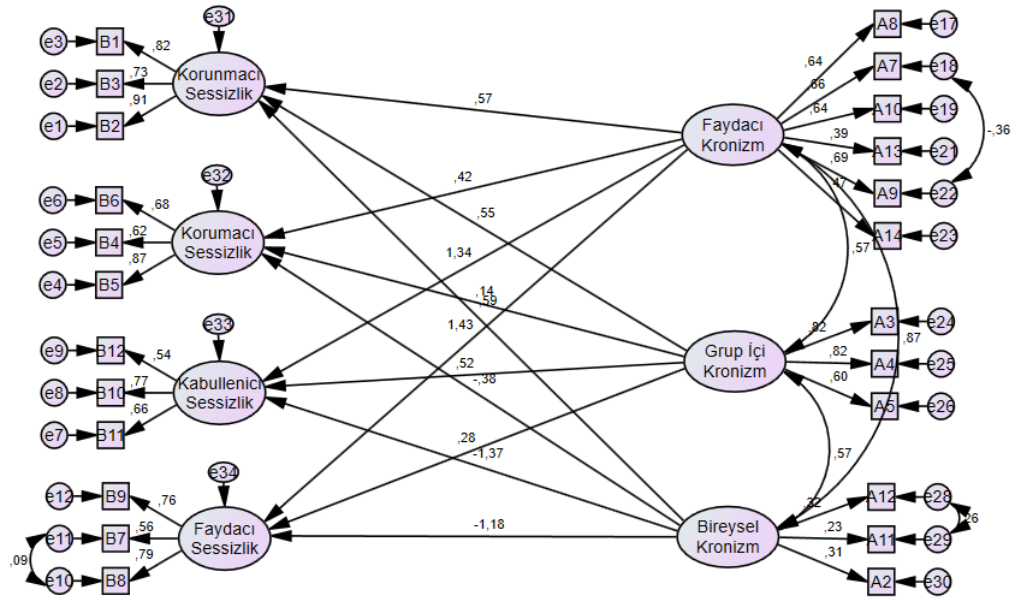 e31
e3 B1 ,82
Korunmacı
Sessizlik
e2 B3 ,73
e1 B2 ,91
e32
e6 B6 ,68
Korumacı
Sessizlik
e5 B4 ,62
e4 B5 ,87
e33
e9 B12 ,54
Kabullenici
Sessizlik
e8 B10 ,77
e7 B11 ,66
e34
e12 B9 ,76
Faydacı
Sessizlik
e11 B7 ,56
,09
e10 B8 ,79
,57
,42
,55
1,34
,14
,59
1,43
,52
-,38
,28
-1,37
-1,18
Faydacı
Kronizm
,64 A8 e17
,66 A7 e18
,64 A10 e19
-,36
,39 A13 e21
,69 A9 e22
,47 A14 e23
,57
Grup İçi
Kronizm
,82 A3 e24
,87
,82 A4 e25
,60 A5 e26
,57
Bireysel
Kronizm
,32 A12 e28
,26
,23 A11 e29
,31 A2 e30